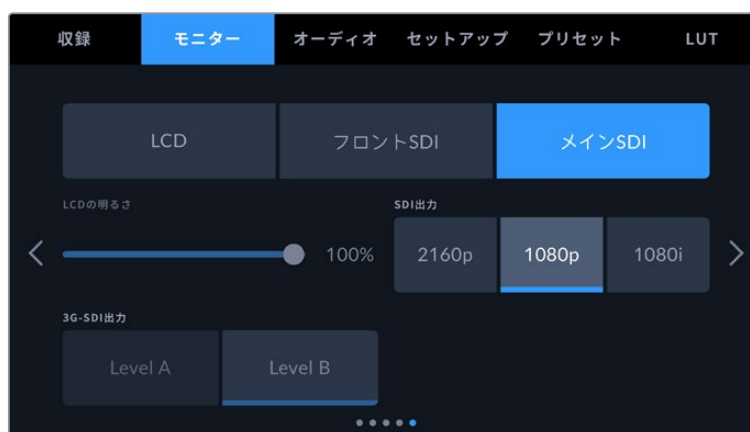 収録 モニター オーディオ セットアップ プリセット LUT
LCD フロントSDI メインSDI
LCDの明るさ SDI出力
100% 2160p 1080p 1080i
3G-SDI出力
Level A Level B